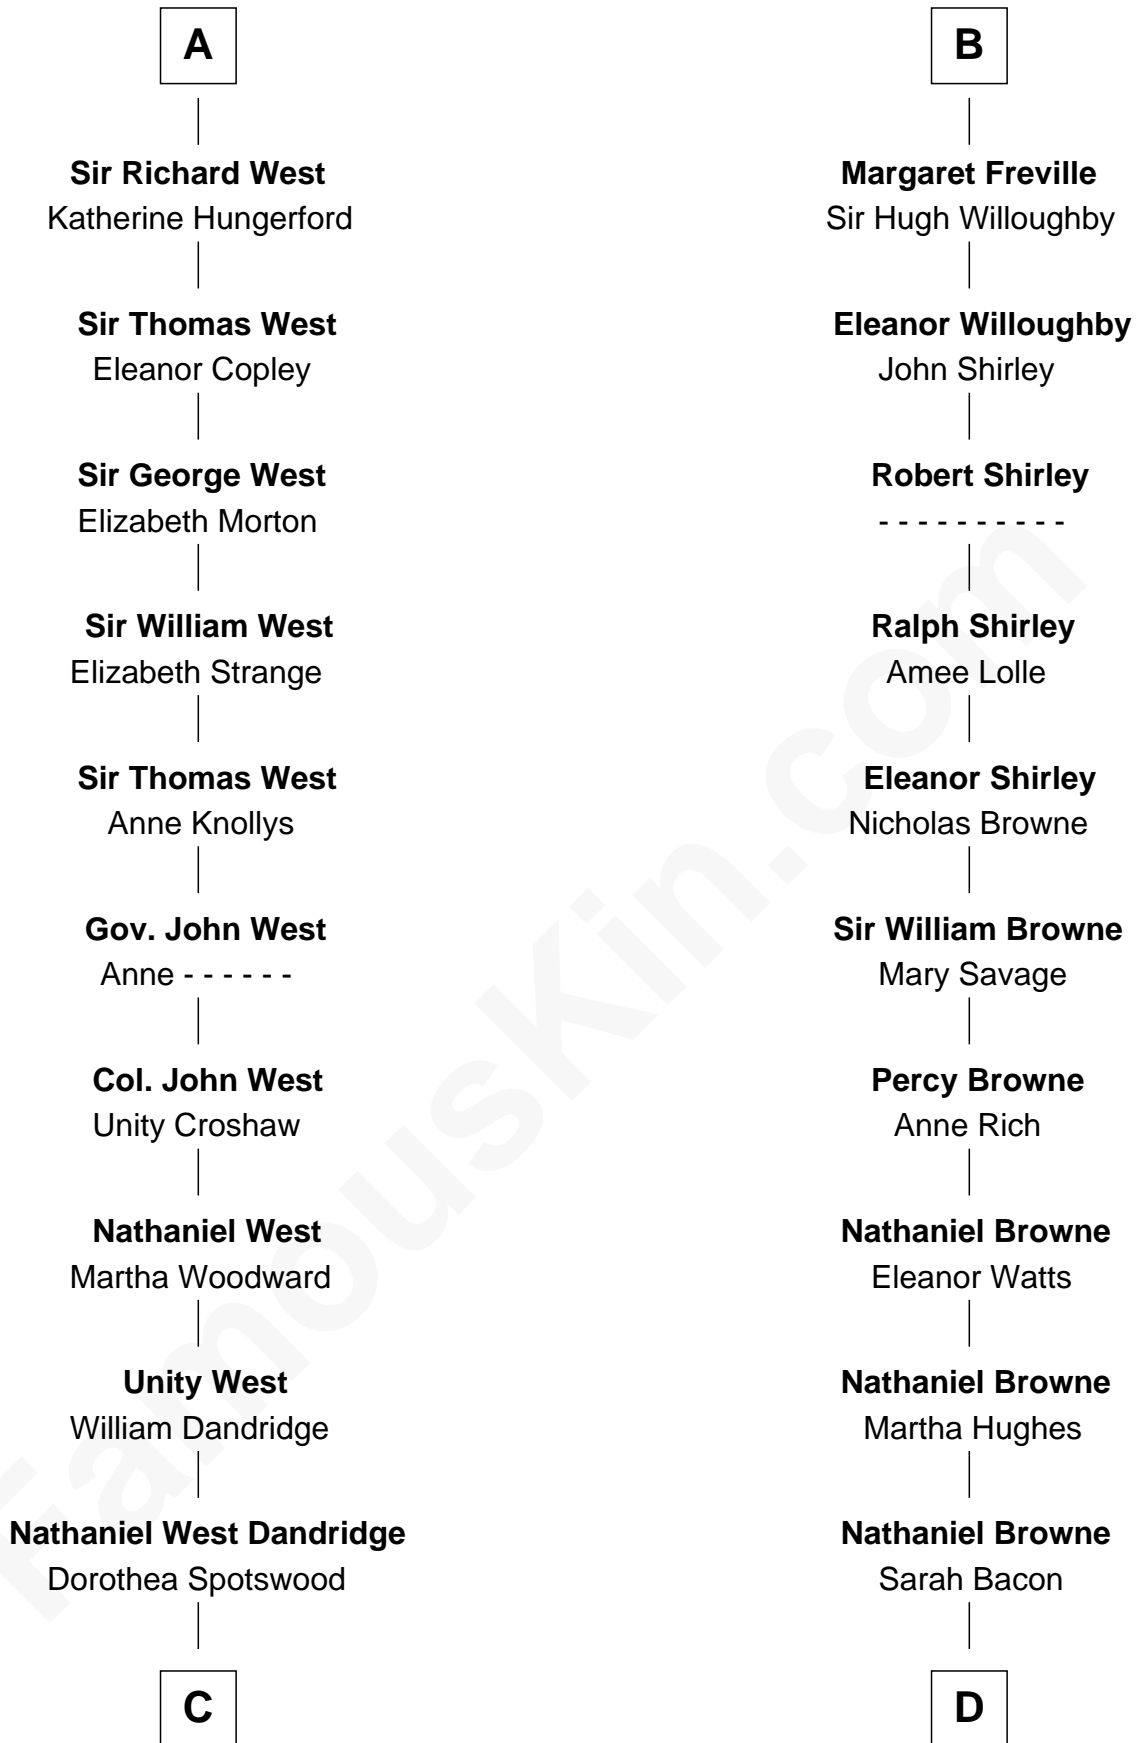 A
Sir Richard West
Katherine Hungerford
Sir Thomas West
Eleanor Copley
Sir George West
Elizabeth Morton
Sir William West
Elizabeth Strange
Sir Thomas West
Anne Knollys
Gov. John West
Anne - - - - - -
Col. John West
Unity Croshaw
Nathaniel West
Martha Woodward
Unity West
William Dandridge
Nathaniel West Dandridge
Dorothea Spotswood
C
B
Margaret Freville
Sir Hugh Willoughby
Eleanor Willoughby
John Shirley
Robert Shirley
- - - - - - - - - -
Ralph Shirley
Amee Lolle
Eleanor Shirley
Nicholas Browne
Sir William Browne
Mary Savage
Percy Browne
Anne Rich
Nathaniel Browne
Eleanor Watts
Nathaniel Browne
Martha Hughes
Nathaniel Browne
Sarah Bacon
D
FamousKin.com